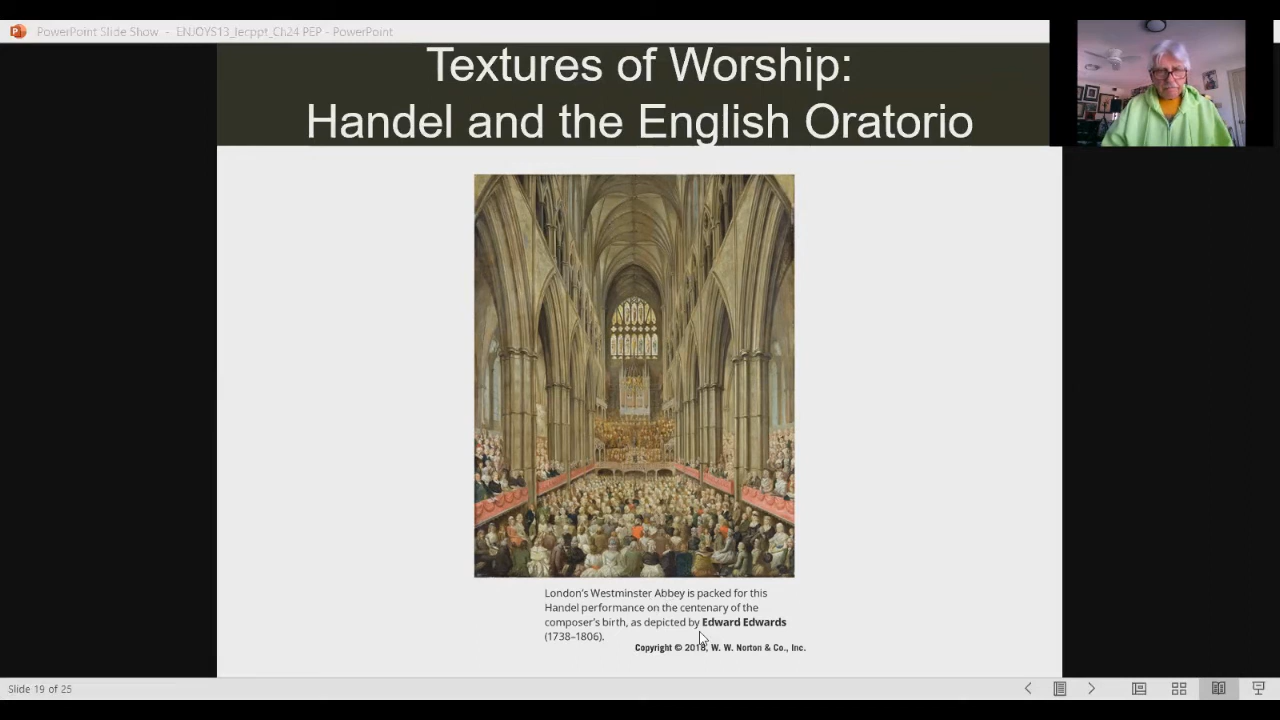 PowerPoint Slide Show - ENJOYS13_lecppt_Ch24 PEP - PowerPoint
Textures of Worship:
Handel and the English Oratorio
London's Westminster Abbey is packed for this
Handel performance on the centenary of the
composer's birth, as depicted by Edward Edwards
(1738–1806).
Copyright © 2018, W. W. Norton & Co., Inc.
Slide 19 of 25